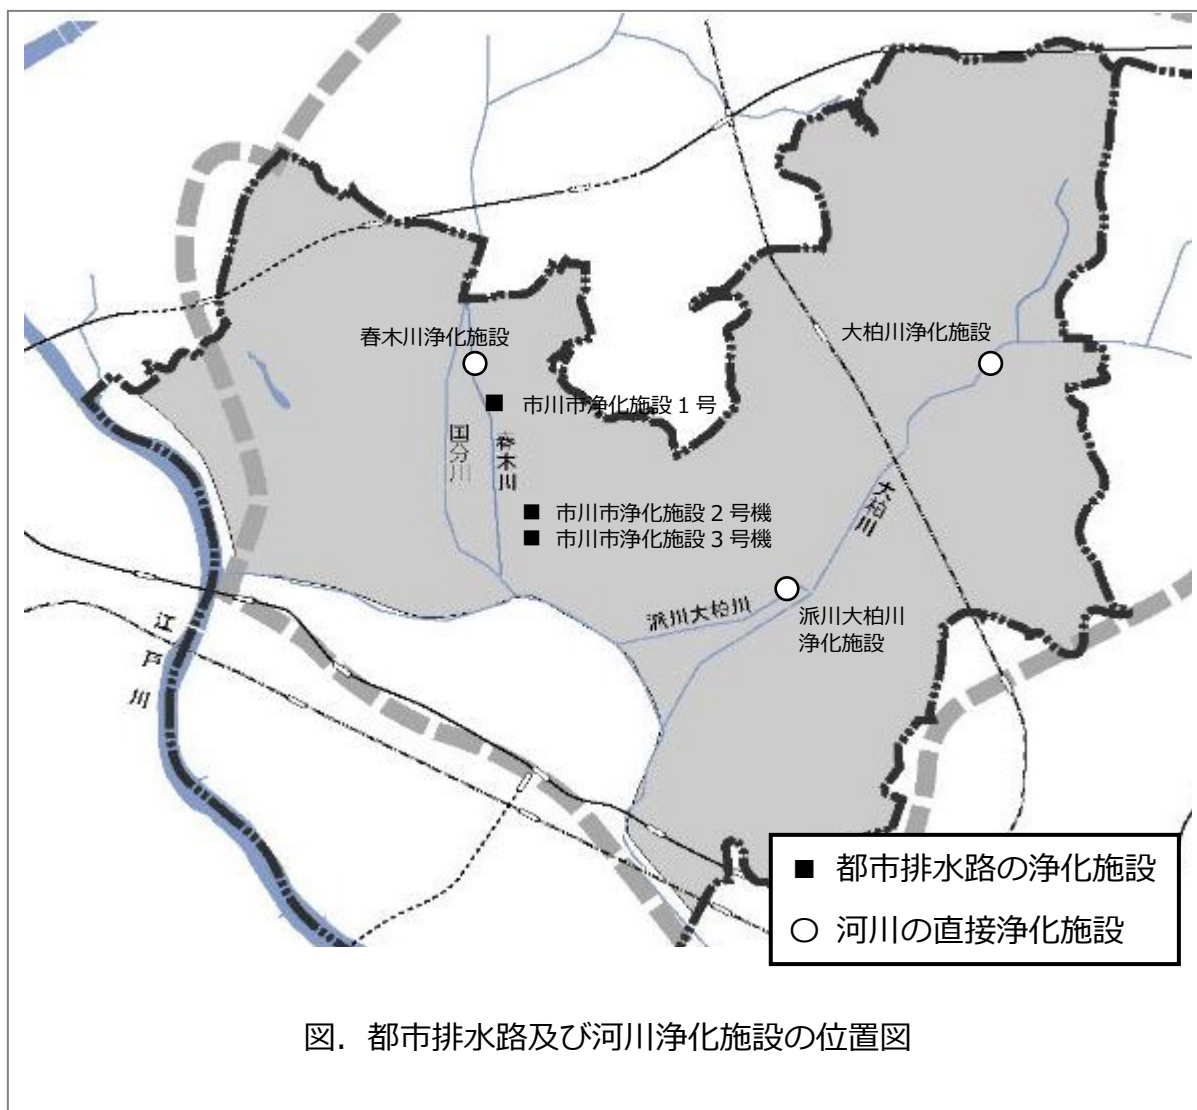 春木川浄化施設
大柏川浄化施設
市川市浄化施設1号
国分川
春木川
大柏川
市川市浄化施設2号機
市川市浄化施設3号機
派川大柏川
派川大柏川
浄化施設
江戸川
■ 都市排水路の浄化施設
○ 河川の直接浄化施設
図. 都市排水路及び河川浄化施設の位置図